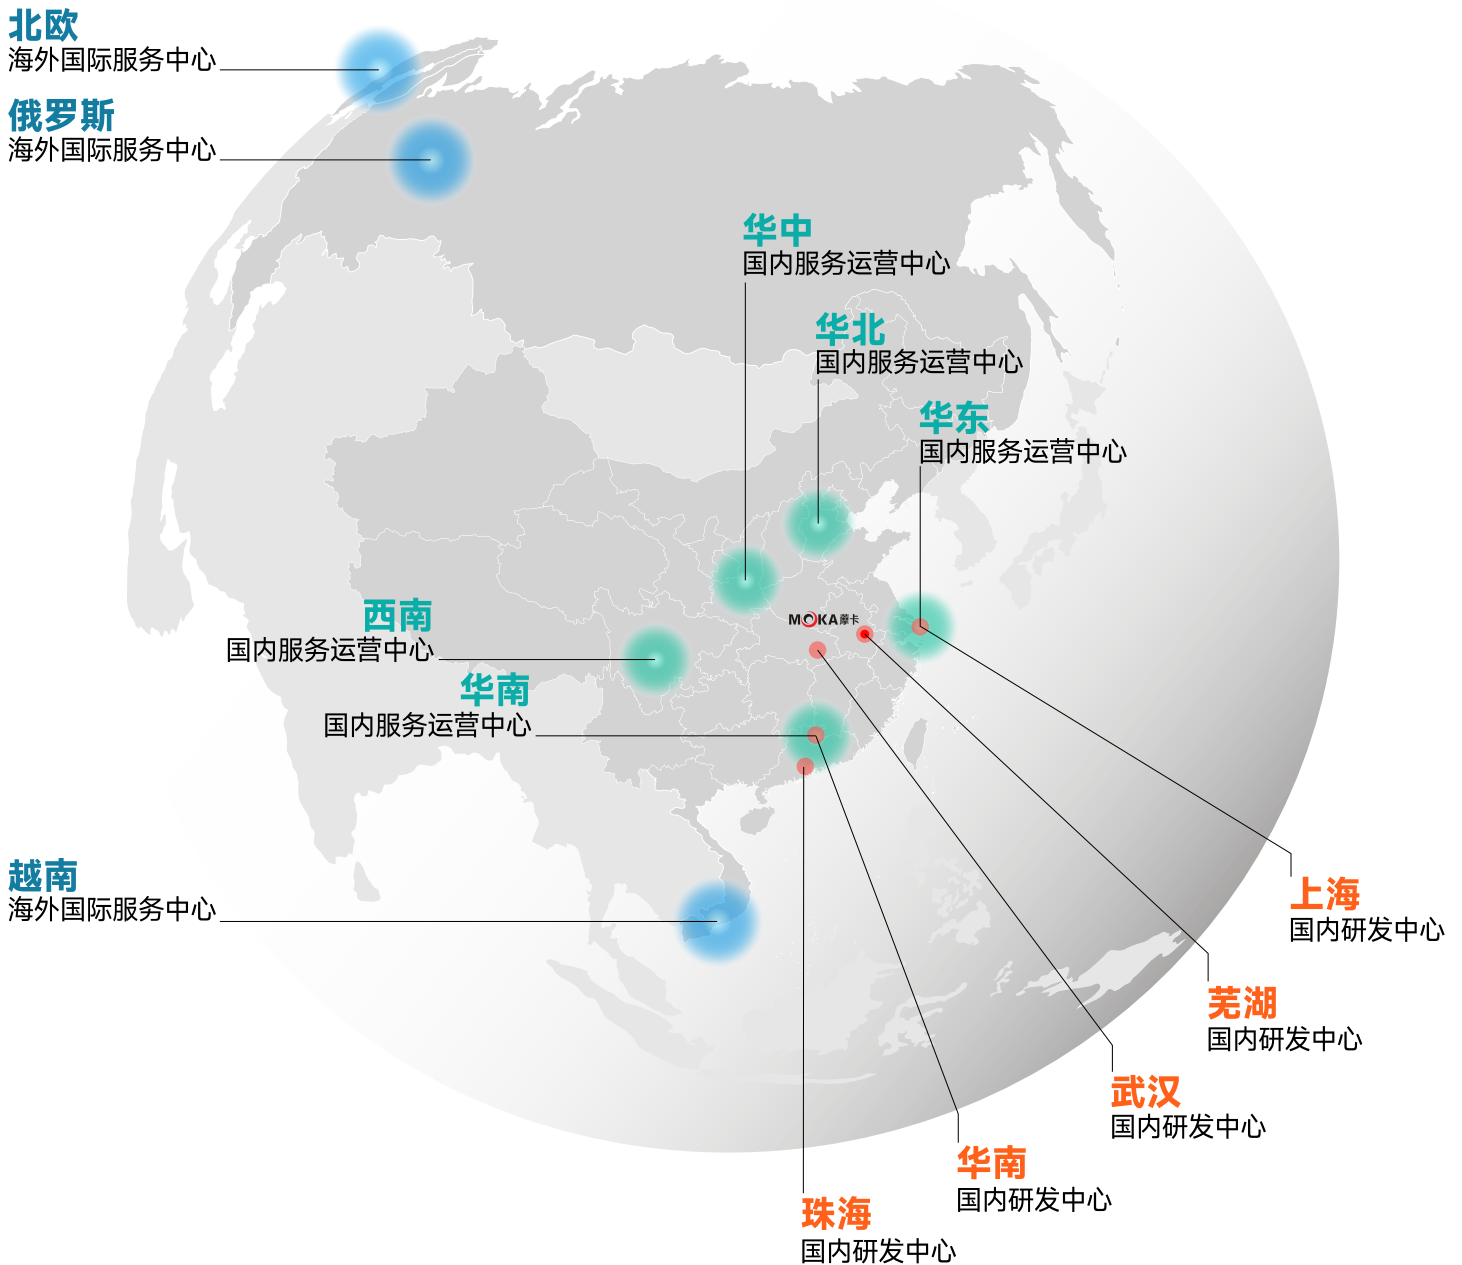 北欧
海外国际服务中心
俄罗斯
海外国际服务中心
华中
国内服务运营中心
华北
国内服务运营中心
华东
国内服务运营中心
西南
国内服务运营中心
MOKA摩卡
华南
国内服务运营中心
越南
海外国际服务中心
上海
国内研发中心
芜湖
国内研发中心
武汉
国内研发中心
华南
国内研发中心
珠海
国内研发中心